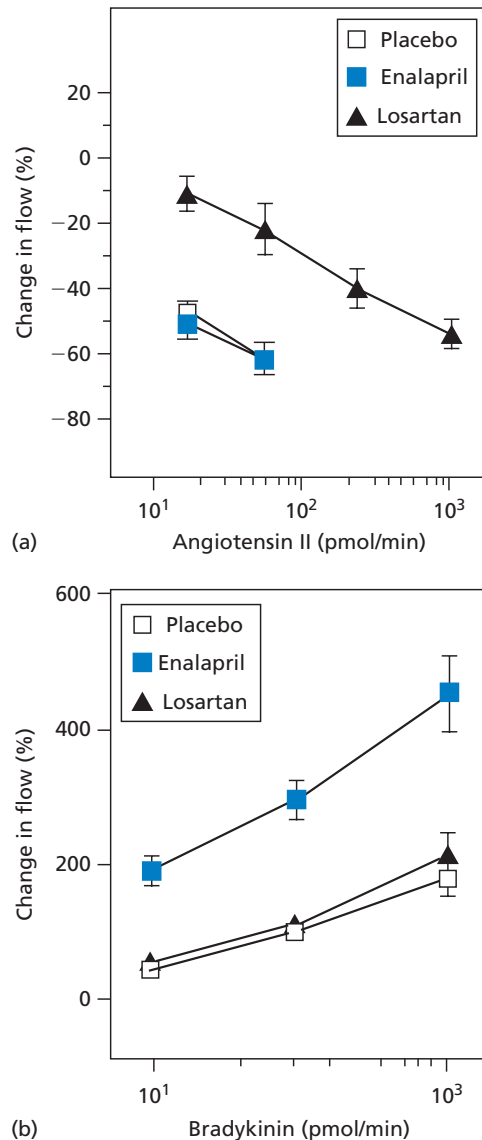 Placebo
Enalapril
Losartan
20
0
−20
−40
−60
−80
Change in flow (%)
10¹
10²
10³
(a)
Angiotensin II (pmol/min)
600
Placebo
Enalapril
Losartan
400
200
0
Change in flow (%)
10¹
10³
(b)
Bradykinin (pmol/min)